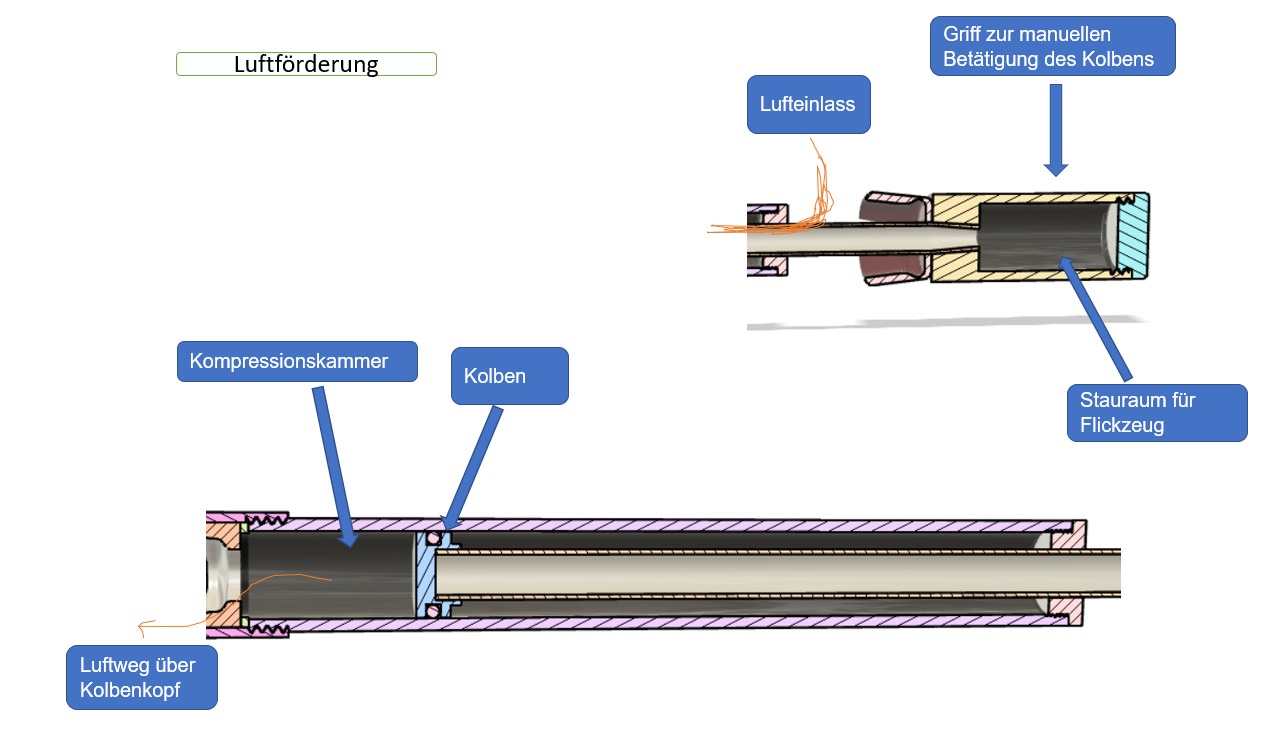 Luftförderung
Griff zur manuellen
Betätigung des Kolbens
Lufteinlass
Kompressionskammer
Kolben
Stauraum für
Flickzeug
Luftweg über
Kolbenkopf